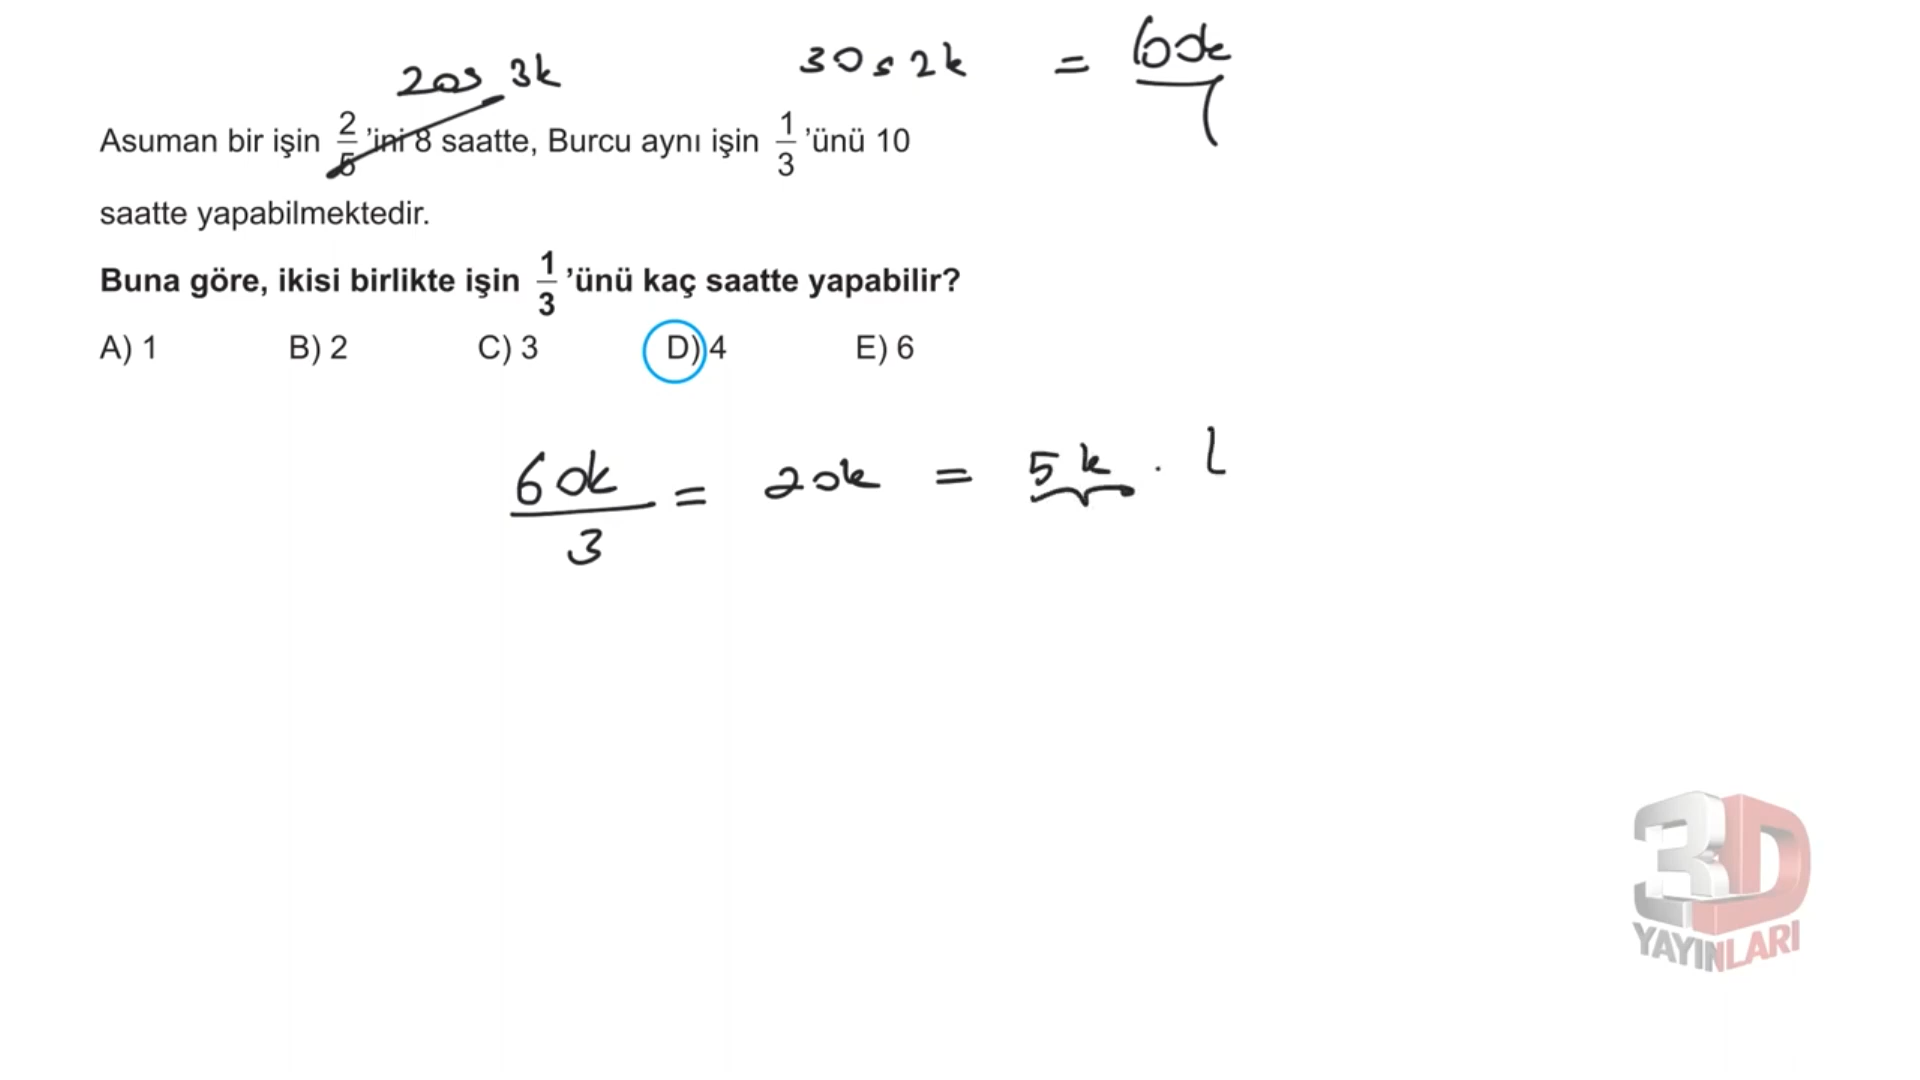 20s 3k 30s 2k = 60k
Asuman bir işin 2/5 'ini 8 saatte, Burcu aynı işin 1/3 'ünü 10
saatte yapabilmektedir.
Buna göre, ikisi birlikte işin 1/3 'ünü kaç saatte yapabilir?
A) 1 B) 2 C) 3 D) 4 E) 6
60k/3 = 20k = 5k . 
3D
YAYINLARI